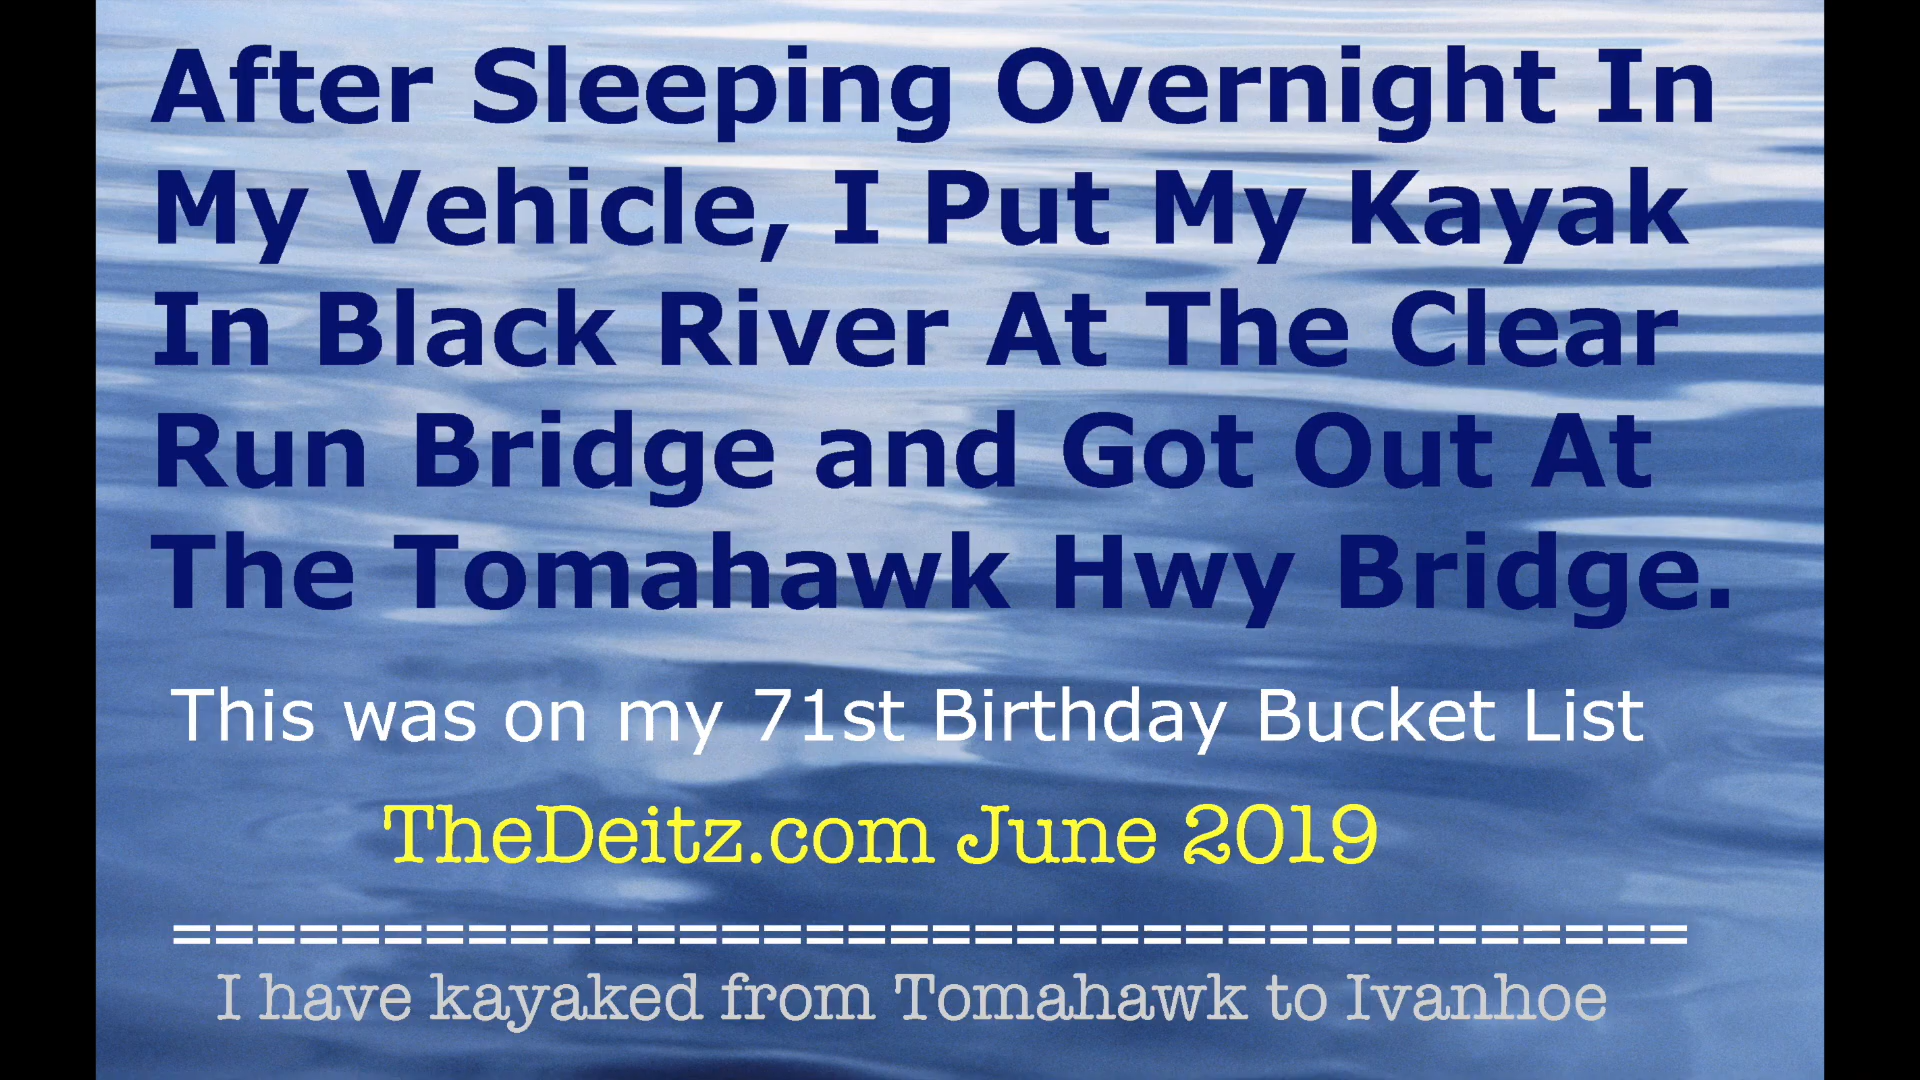 After Sleeping Overnight In
My Vehicle, I Put My Kayak
In Black River At The Clear
Run Bridge and Got Out At
The Tomahawk Hwy Bridge.
This was on my 71st Birthday Bucket List
TheDeitz.com June 2019
====================================
I have kayaked from Tomahawk to Ivanhoe